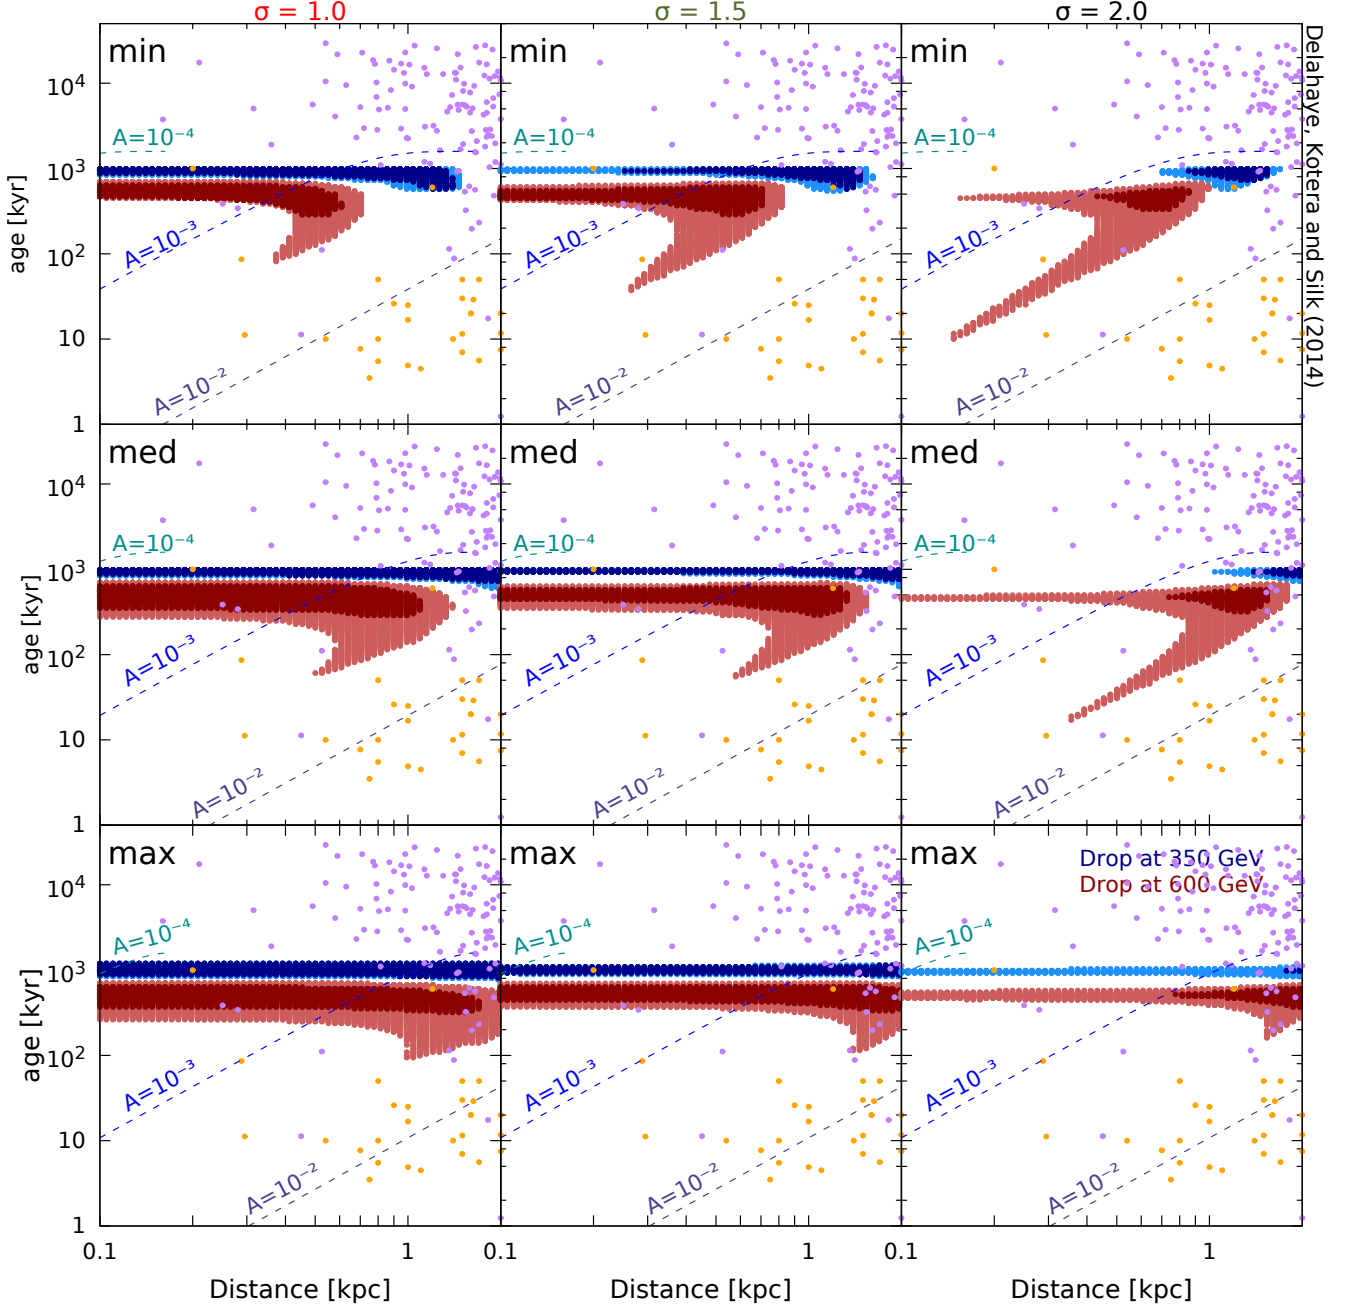 σ = 1.0
σ = 1.5
σ = 2.0
min
min
min
10⁴
10³
10²
10
1
age [kyr]
A=10⁻⁴
A=10⁻³
A=10⁻²
A=10⁻⁴
A=10⁻³
A=10⁻²
A=10⁻⁴
A=10⁻³
A=10⁻²
Delahaye, Kotera and Silk (2014)
med
med
med
10⁴
10³
10²
10
1
age [kyr]
A=10⁻⁴
A=10⁻³
A=10⁻²
A=10⁻⁴
A=10⁻³
A=10⁻²
A=10⁻⁴
A=10⁻³
A=10⁻²
max
max
max
Drop at 350 GeV
Drop at 600 GeV
10⁴
10³
10²
10
1
age [kyr]
A=10⁻⁴
A=10⁻³
A=10⁻²
A=10⁻⁴
A=10⁻³
A=10⁻²
A=10⁻⁴
A=10⁻³
A=10⁻²
0.1 1 0.1 1 0.1 1
Distance [kpc]
Distance [kpc]
Distance [kpc]